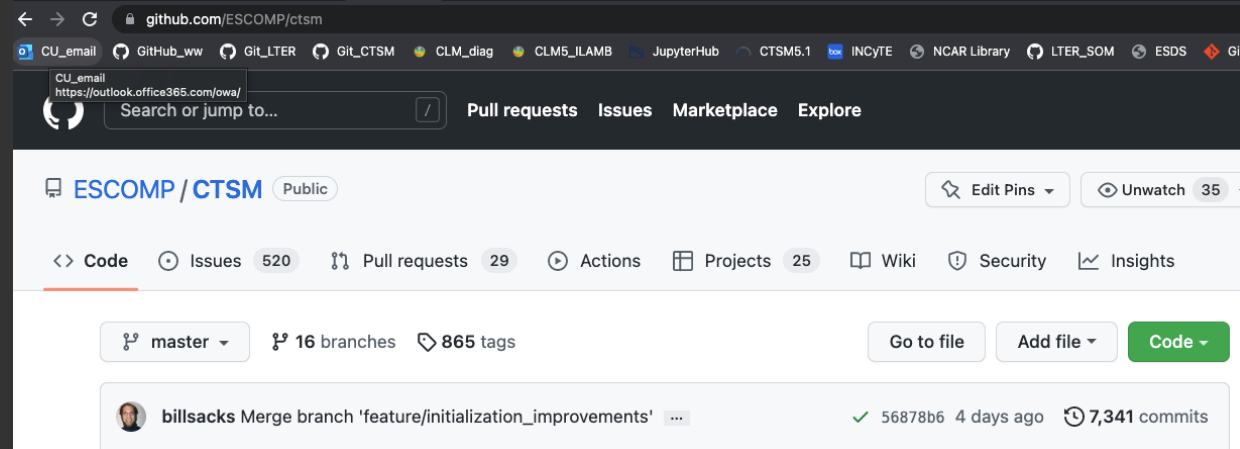 github.com/ESCOMP/ctsm
CU_email GitHub_ww Git_LTER Git_CTSM CLM_diag CLM5_ILAMB JupyterHub CTSM5.1 box INCyTE NCAR Library LTER_SOM ESDS Gi
CU_email
https://outlook.office365.com/owa/
Search or jump to... / Pull requests Issues Marketplace Explore
ESCOMP / CTSM Public Edit Pins Unwatch 35
<> Code Issues 520 Pull requests 29 Actions Projects 25 Wiki Security Insights
master 16 branches 865 tags Go to file Add file Code
billsacks Merge branch 'feature/initialization_improvements' ... 56878b6 4 days ago 7,341 commits